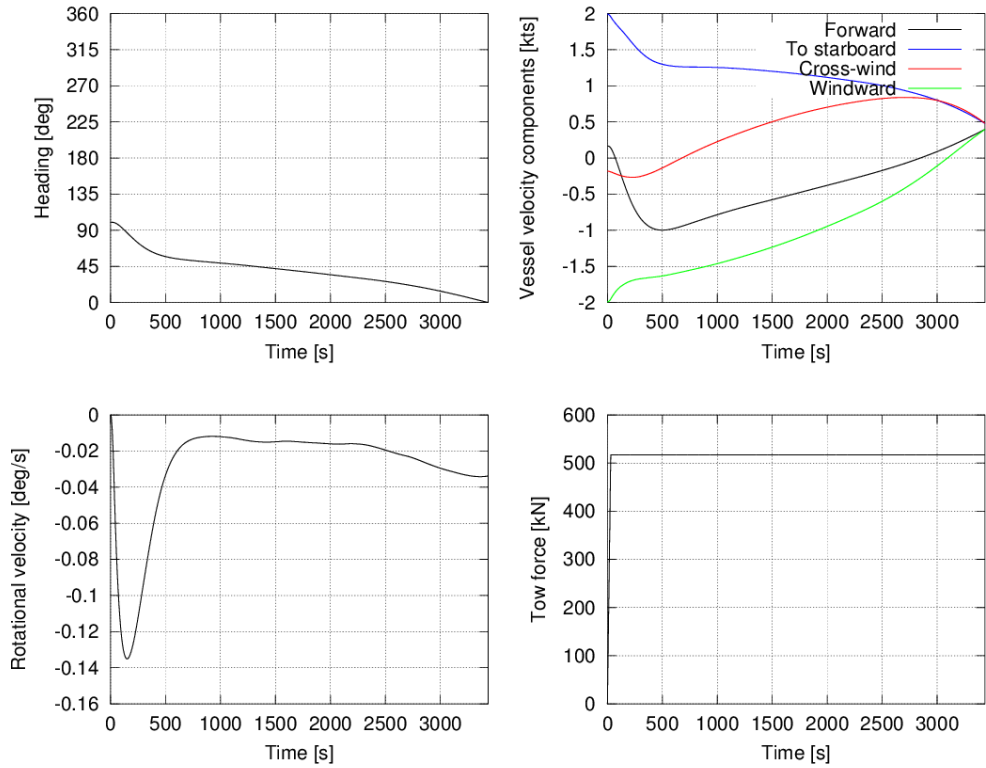 Heading [deg]
360
315
270
225
180
135
90
45
0
0 500 1000 1500 2000 2500 3000
Time [s]
Vessel velocity components [kts]
2
1.5
1
0.5
0
-0.5
-1
-1.5
-2
Forward
To starboard
Cross-wind
Windward
0 500 1000 1500 2000 2500 3000
Time [s]
Rotational velocity [deg/s]
0
-0.02
-0.04
-0.06
-0.08
-0.1
-0.12
-0.14
-0.16
0 500 1000 1500 2000 2500 3000
Time [s]
Tow force [kN]
600
500
400
300
200
100
0
0 500 1000 1500 2000 2500 3000
Time [s]